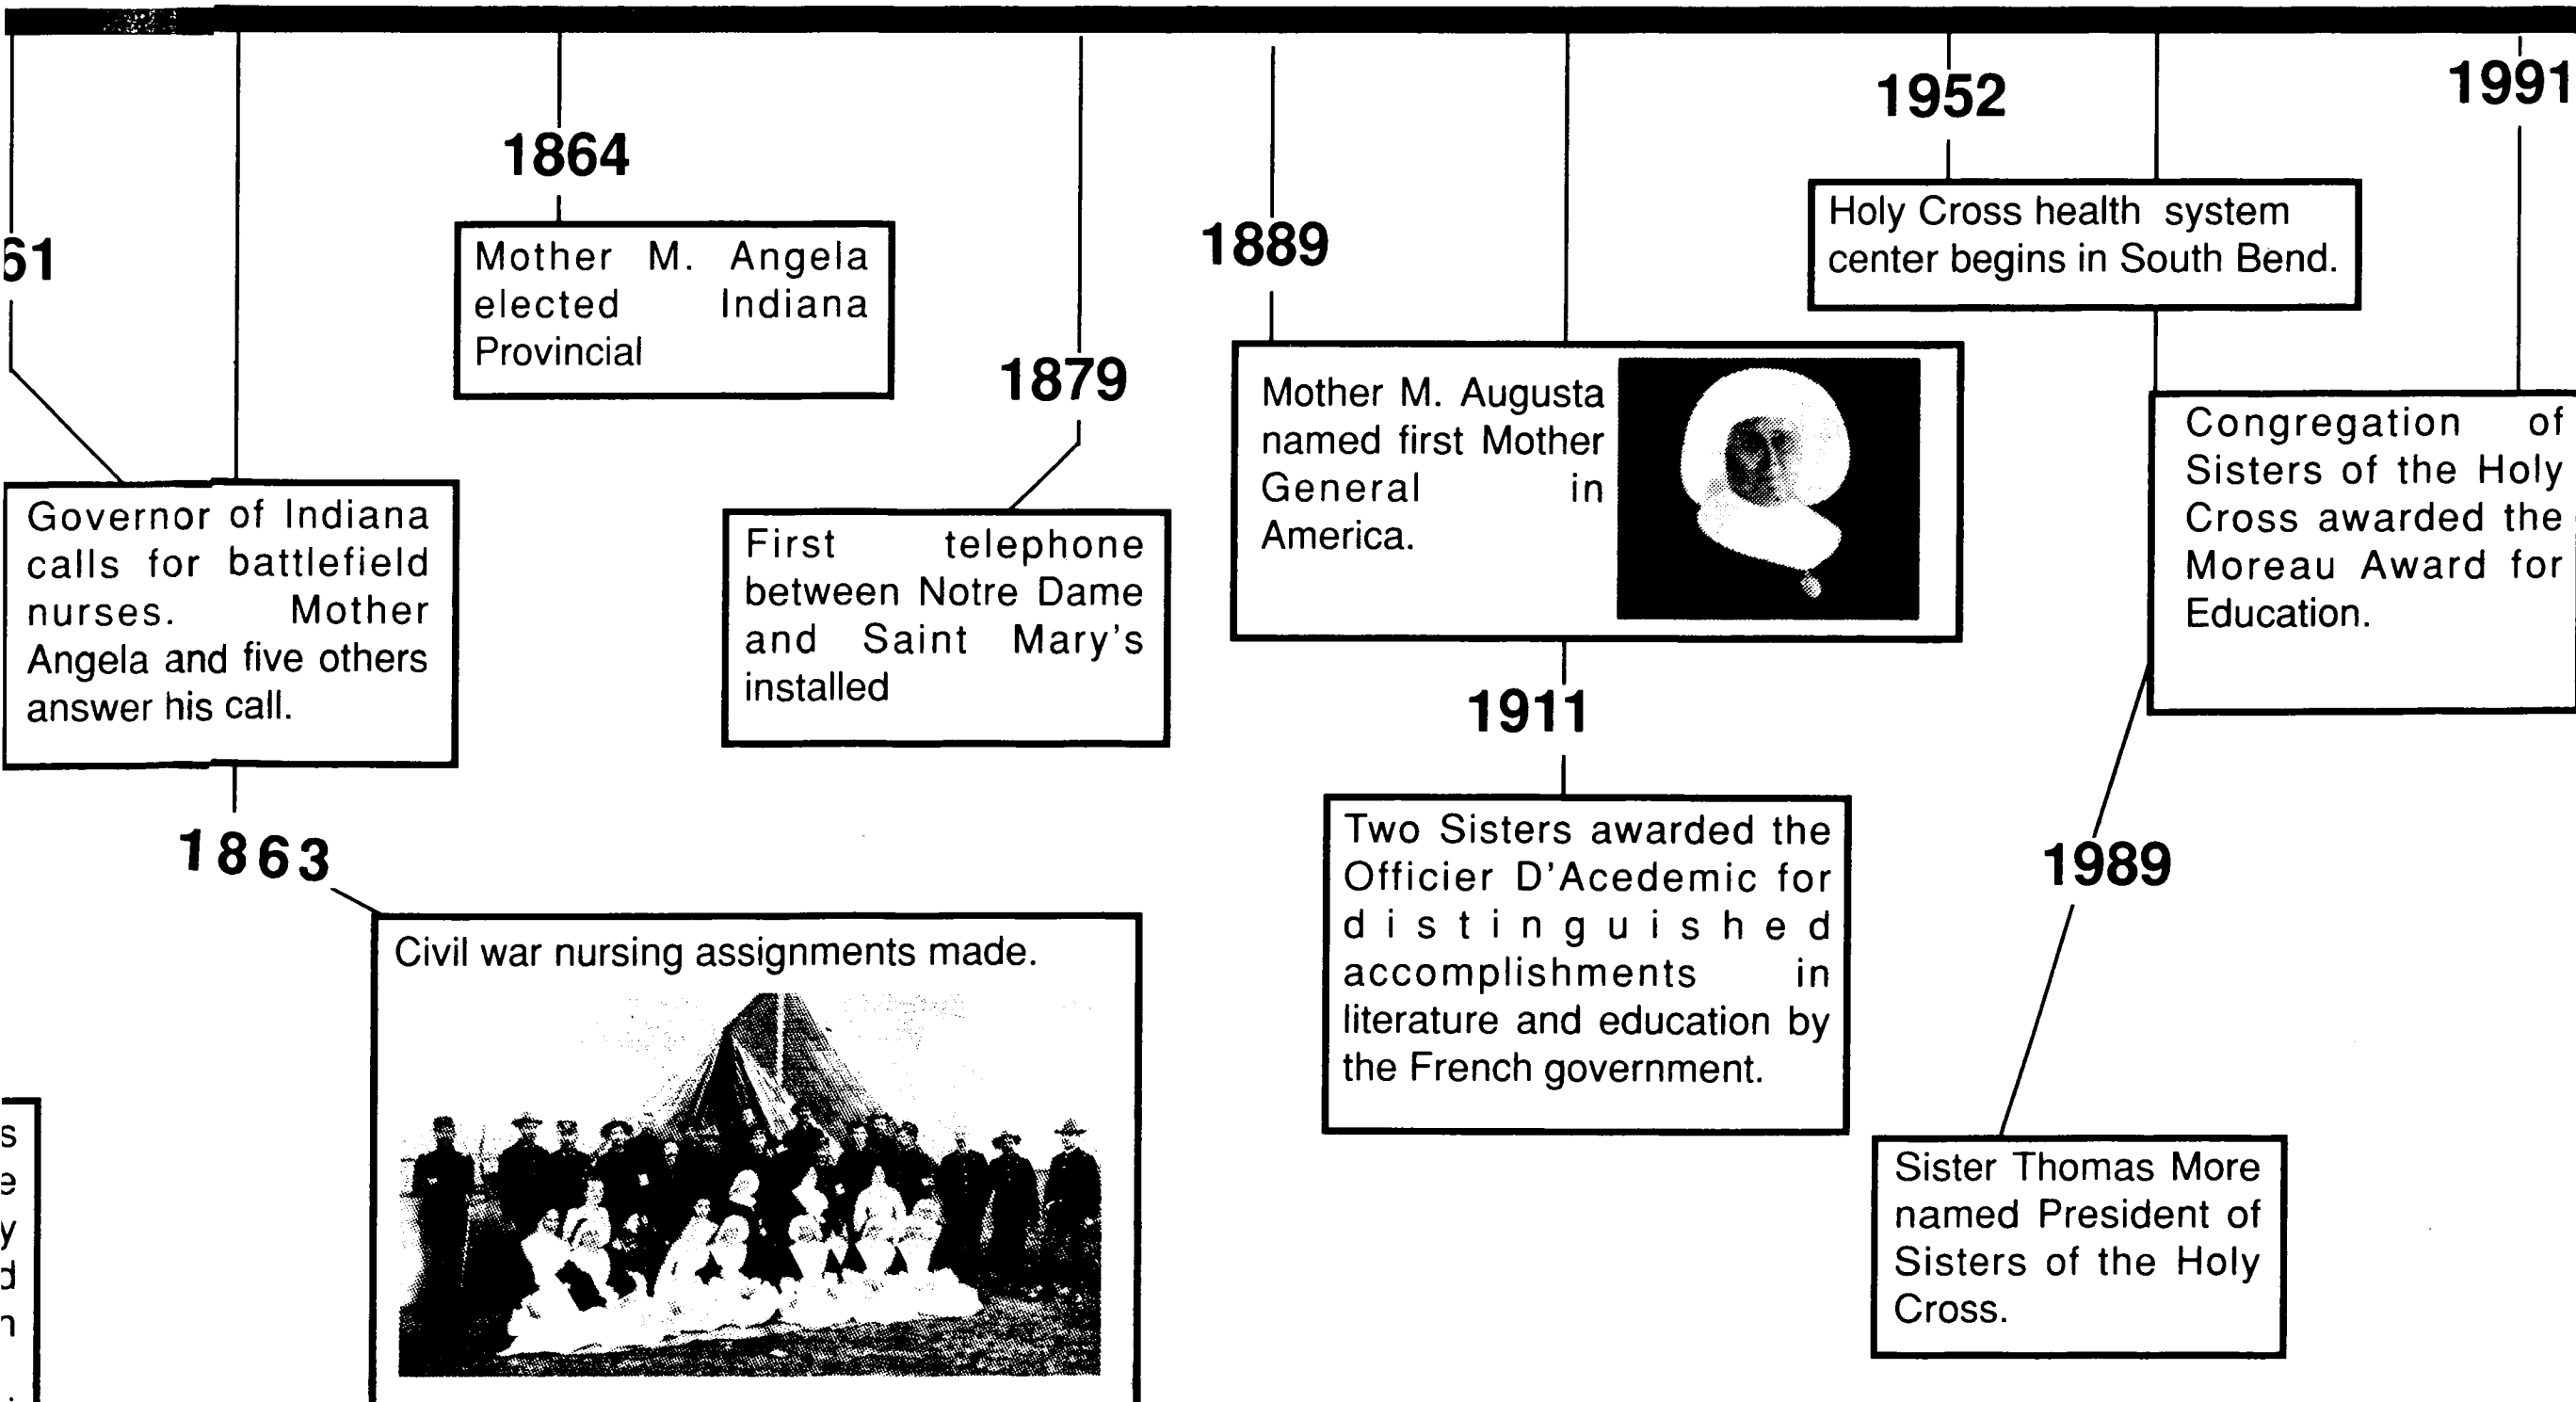 61
Governor of Indiana
calls for battlefield
nurses. Mother
Angela and five others
answer his call.
1863
Civil war nursing assignments made.
1864
Mother M. Angela
elected Indiana
Provincial
1879
First telephone
between Notre Dame
and Saint Mary's
installed
1889
Mother M. Augusta
named first Mother
General in
America.
1911
Two Sisters awarded the
Officier D'Acedemic for
distinguished
accomplishments in
literature and education by
the French government.
1952
Holy Cross health system
center begins in South Bend.
1989
Sister Thomas More
named President of
Sisters of the Holy
Cross.
1991
Congregation of
Sisters of the Holy
Cross awarded the
Moreau Award for
Education.
s
e
y
d
n